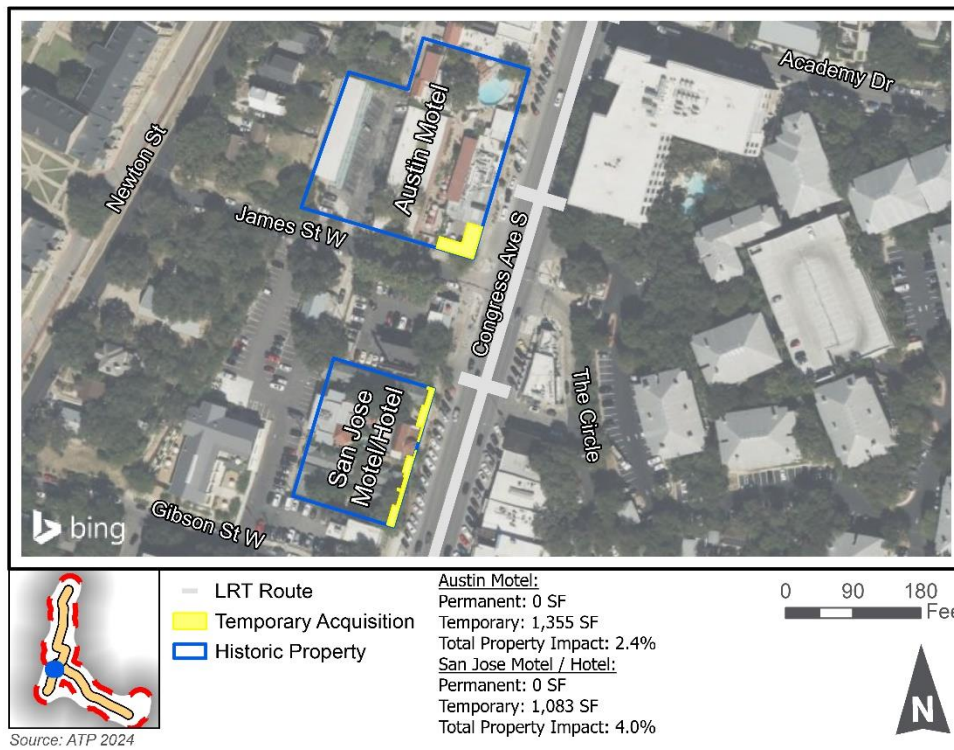 Academy Dr
Newton St
Austin Motel
James St W
Congress Ave S
The Circle
San Jose
Motel/Hotel
Gibson St W
bing
LRT Route
Temporary Acquisition
Historic Property
Austin Motel:
Permanent: 0 SF
Temporary: 1,355 SF
Total Property Impact: 2.4%
San Jose Motel / Hotel:
Permanent: 0 SF
Temporary: 1,083 SF
Total Property Impact: 4.0%
0 90 180
Fee
N
Source: ATP 2024